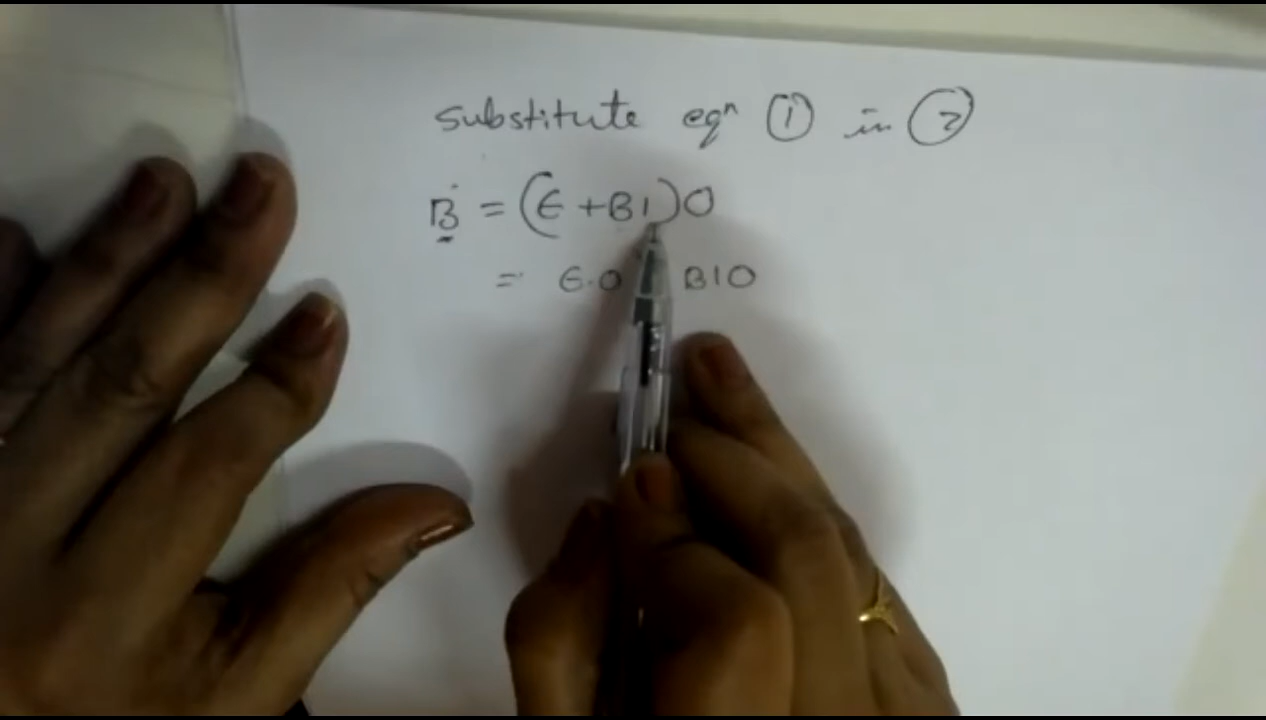 substitute eqn ① in ②
B = (ε + B1)0
= ε.0 B10